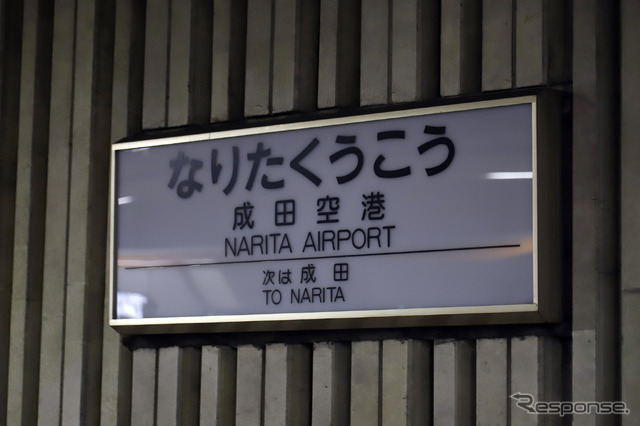 なりたくうこう
成田空港
NARITA AIRPORT
次は 成田
TO NARITA
Response.